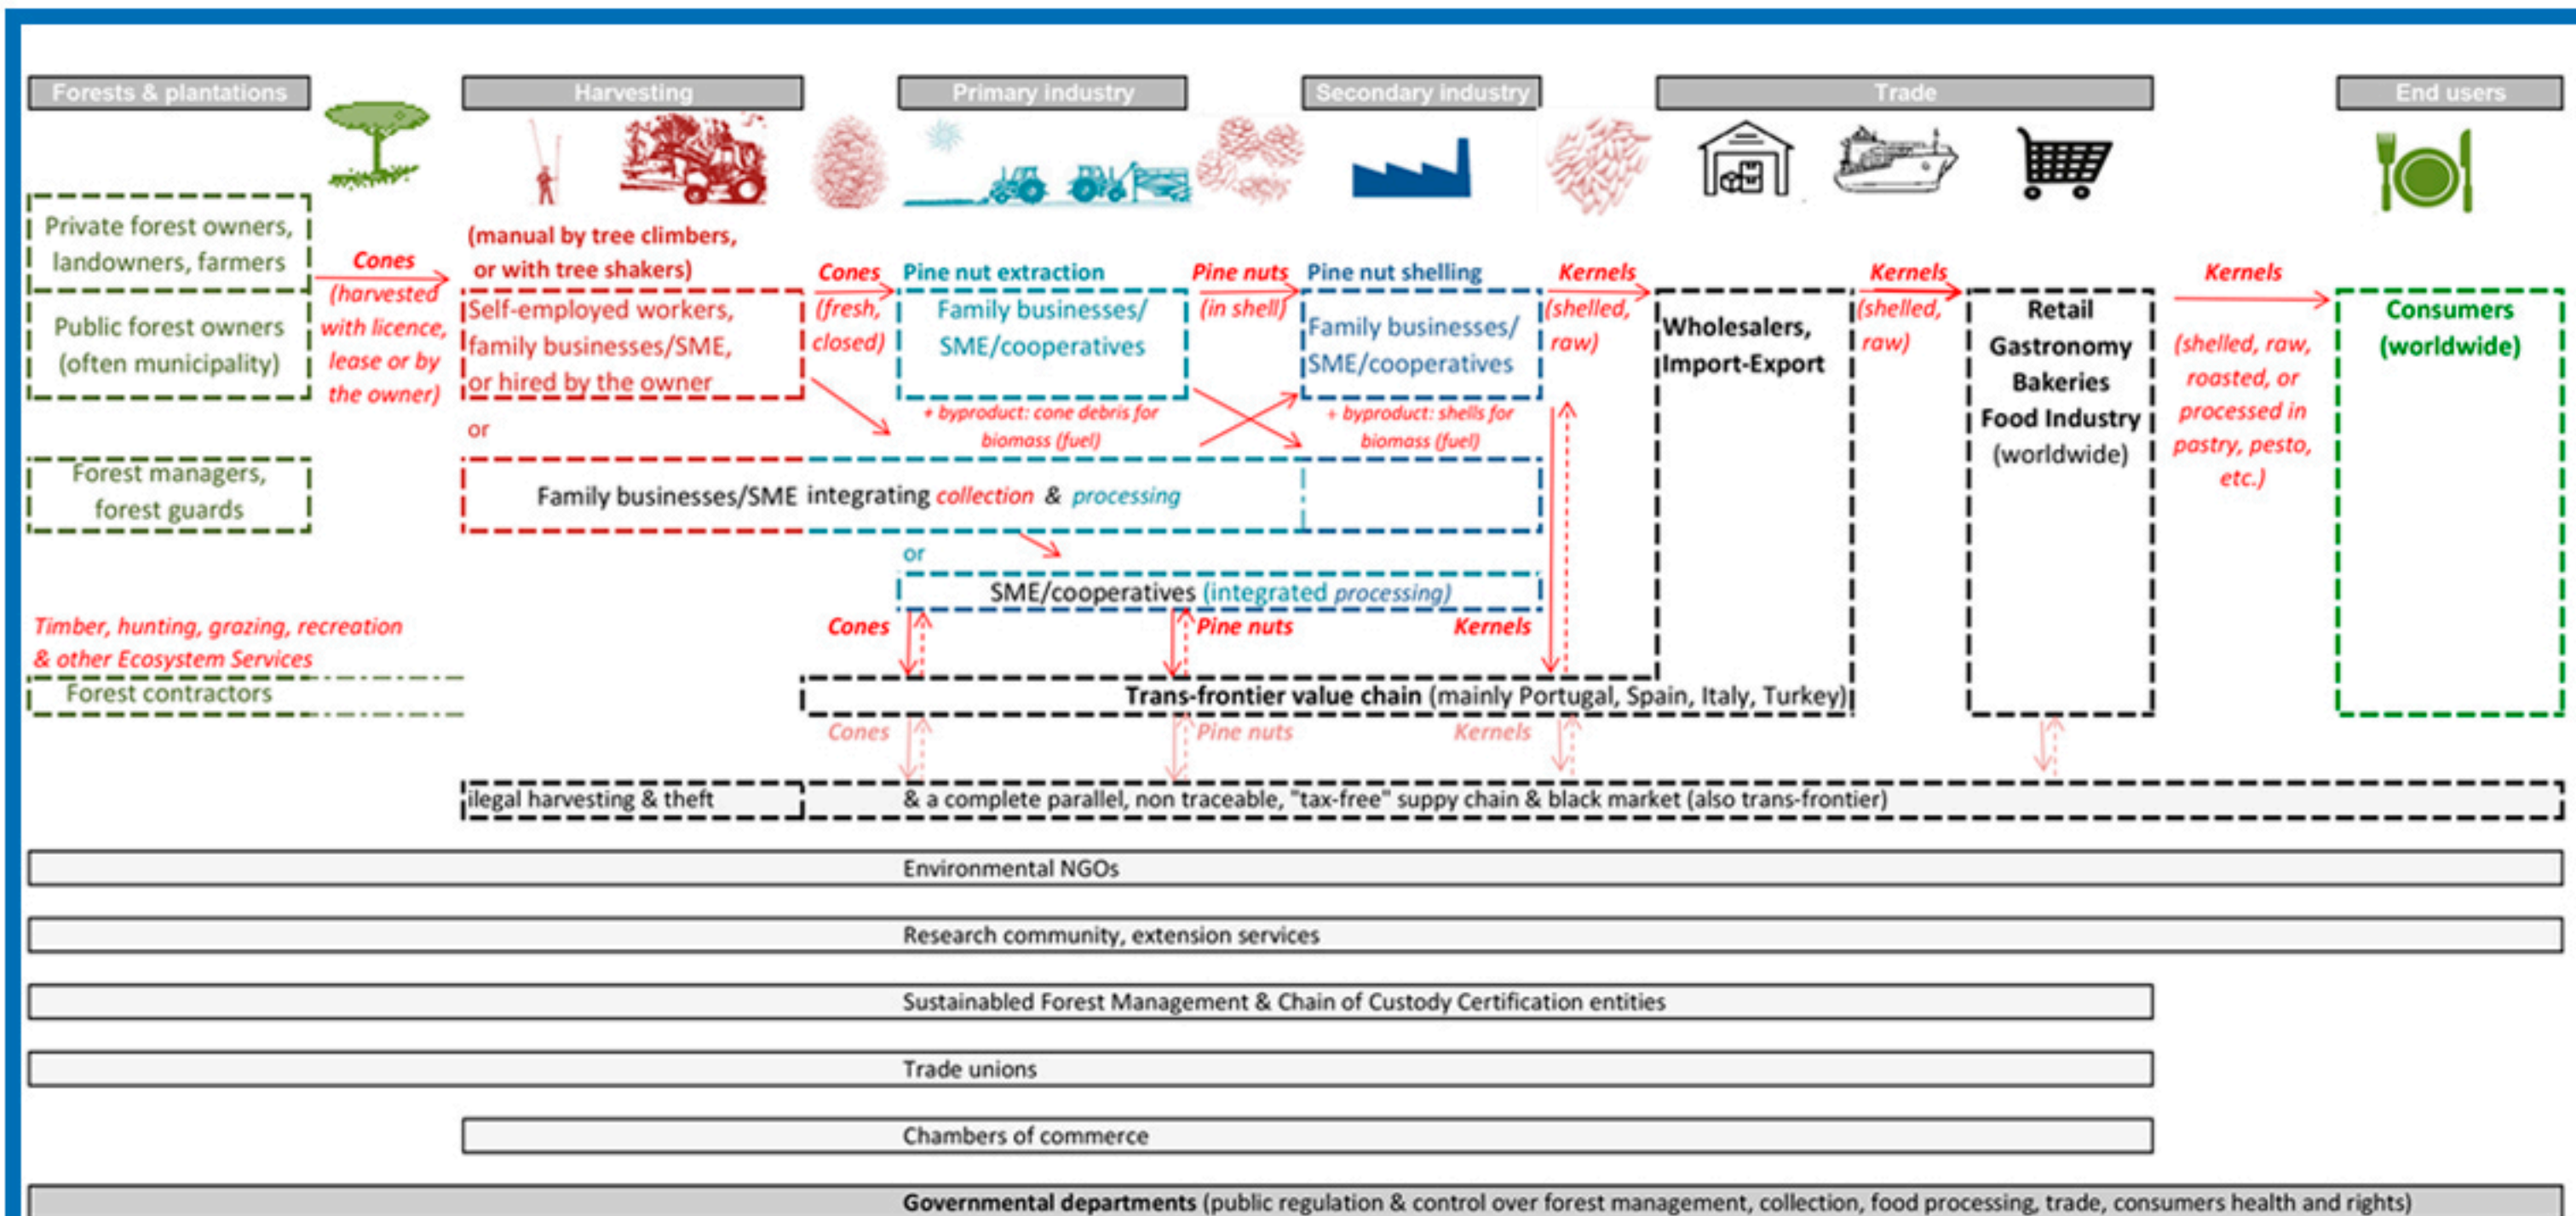 Forests & plantations
Harvesting
Primary industry
Secondary industry
Trade
End users
Private forest owners,
landowners, farmers
Public forest owners
(often municipality)
Forest managers,
forest guards
Timber, hunting, grazing, recreation
& other Ecosystem Services
Forest contractors
Cones
(harvested
with licence,
lease or by
the owner)
(manual by tree climbers,
or with tree shakers)
Self-employed workers,
family businesses/SME,
or hired by the owner
or
Cones
(fresh,
closed)
Pine nut extraction
Family businesses/
SME/cooperatives
+ byproduct: cone debris for
biomass (fuel)
Pine nuts
(in shell)
Pine nut shelling
Family businesses/
SME/cooperatives
+ byproduct: shells for
biomass (fuel)
Kernels
(shelled,
raw)
Wholesalers,
Import-Export
Kernels
(shelled,
raw)
Retail
Gastronomy
Bakeries
Food Industry
(worldwide)
Kernels
(shelled, raw,
roasted, or
processed in
pastry, pesto,
etc.)
Consumers
(worldwide)
Family businesses/SME integrating collection & processing
or
SME/cooperatives (integrated processing)
Cones
Pine nuts
Kernels
Trans-frontier value chain (mainly Portugal, Spain, Italy, Turkey)
Cones
Pine nuts
Kernels
ilegal harvesting & theft
& a complete parallel, non traceable, "tax-free" suppy chain & black market (also trans-frontier)
Environmental NGOs
Research community, extension services
Sustainabled Forest Management & Chain of Custody Certification entities
Trade unions
Chambers of commerce
Governmental departments (public regulation & control over forest management, collection, food processing, trade, consumers health and rights)